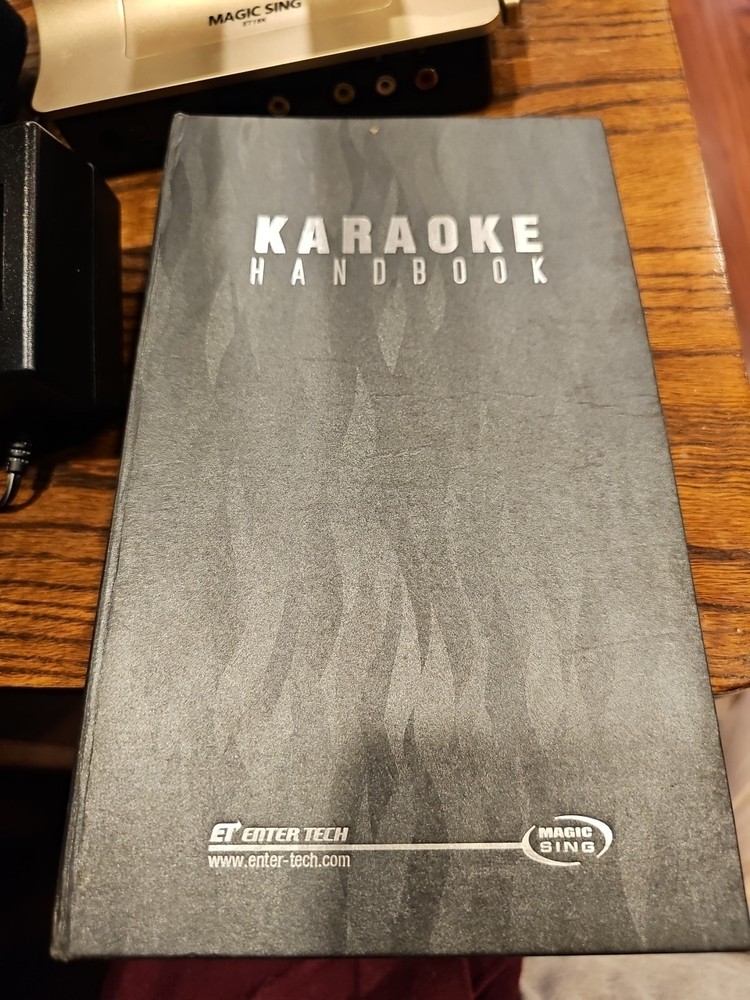 MAGIC SING
KARAOKE
HANDBOOK
ET ENTER TECH
www.enter-tech.com
MAGIC
SING